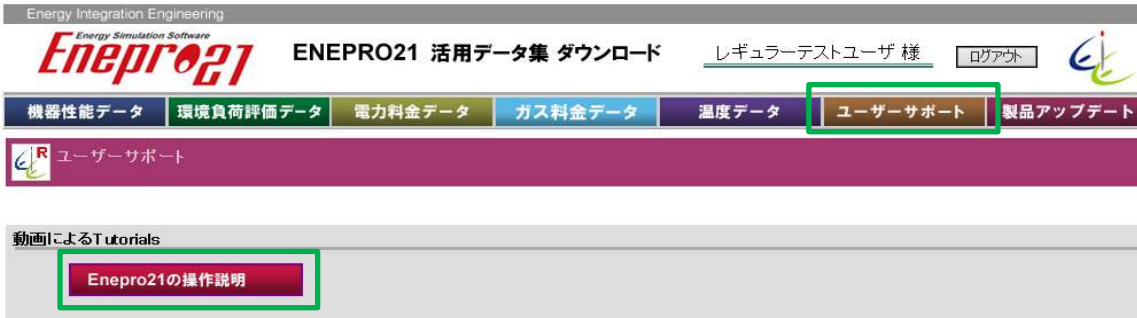 Energy Integration Engineering
Energy Simulation Software
Enepro21
ENEPRO21 活用データ集 ダウンロード
レギュラーテストユーザ 様
ログアウト
機器性能データ
環境負荷評価データ
電力料金データ
ガス料金データ
温度データ
ユーザーサポート
製品アップデート
R
ユーザーサポート
動画によるTutorials
Enepro21の操作説明